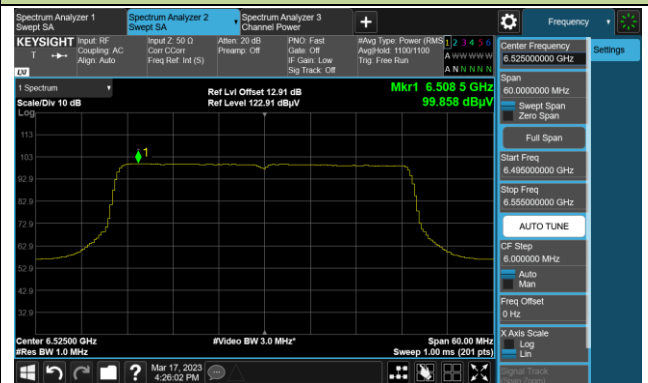 Spectrum Analyzer 1
Swept SA
Spectrum Analyzer 2
Swept SA
Spectrum Analyzer 3
Channel Power
Frequency
KEYSIGHT
T
LXI
Input: RF
Coupling: AC
Align: Auto
Input Z: 50 Ω
Corr CCorr
Freq Ref: Int (S)
Atten: 20 dB
Preamp: Off
PNO: Fast
Gate: Off
IF Gain: Low
Sig Track: Off
#Avg Type: Power (RMS
Avg|Hold: 1100/1100
Trig: Free Run
1 2 3 4 5 6
A W W W W W
A N N N N N
1 Spectrum
Scale/Div 10 dB
Log
Ref Lvl Offset 12.91 dB
Ref Level 122.91 dBµV
Mkr1 6.508 5 GHz
99.858 dBµV
1
113
103
92.9
82.9
72.9
62.9
52.9
42.9
32.9
Center 6.52500 GHz
#Res BW 1.0 MHz
#Video BW 3.0 MHz*
Span 60.00 MHz
Sweep 1.00 ms (201 pts)
Mar 17, 2023
4:26:02 PM
Center Frequency
6.525000000 GHz
Settings
Span
60.0000000 MHz
Swept Span
Zero Span
Full Span
Start Freq
6.495000000 GHz
Stop Freq
6.555000000 GHz
AUTO TUNE
CF Step
6.000000 MHz
Auto
Man
Freq Offset
0 Hz
X Axis Scale
Log
Lin
Signal Track
(Span Zoom)